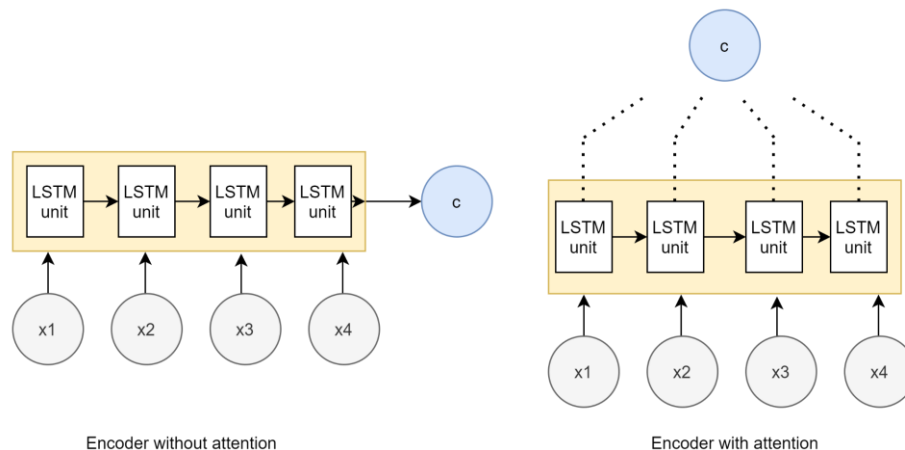 LSTM
unit
LSTM
unit
LSTM
unit
LSTM
unit
c
x1
x2
x3
x4
Encoder without attention
c
LSTM
unit
LSTM
unit
LSTM
unit
LSTM
unit
x1
x2
x3
x4
Encoder with attention